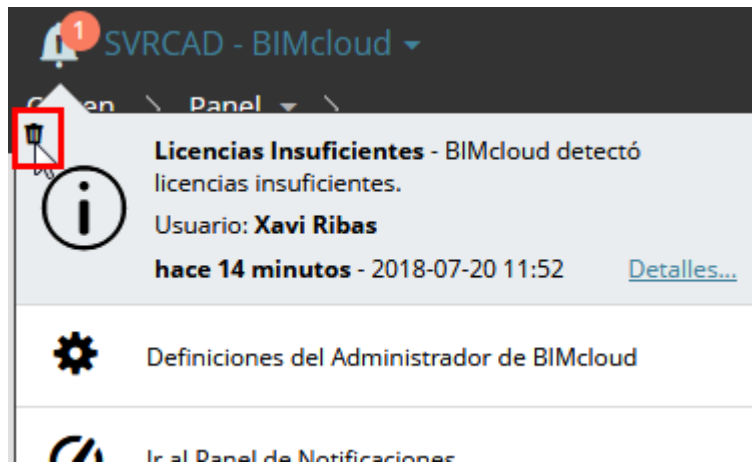 1
SVRCAD - BIMcloud
Panel
Licencias Insuficientes - BIMcloud detectó
licencias insuficientes.
Usuario: Xavi Ribas
hace 14 minutos - 2018-07-20 11:52 Detalles...
Definiciones del Administrador de BIMcloud
Ir al Panel de Notificaciones